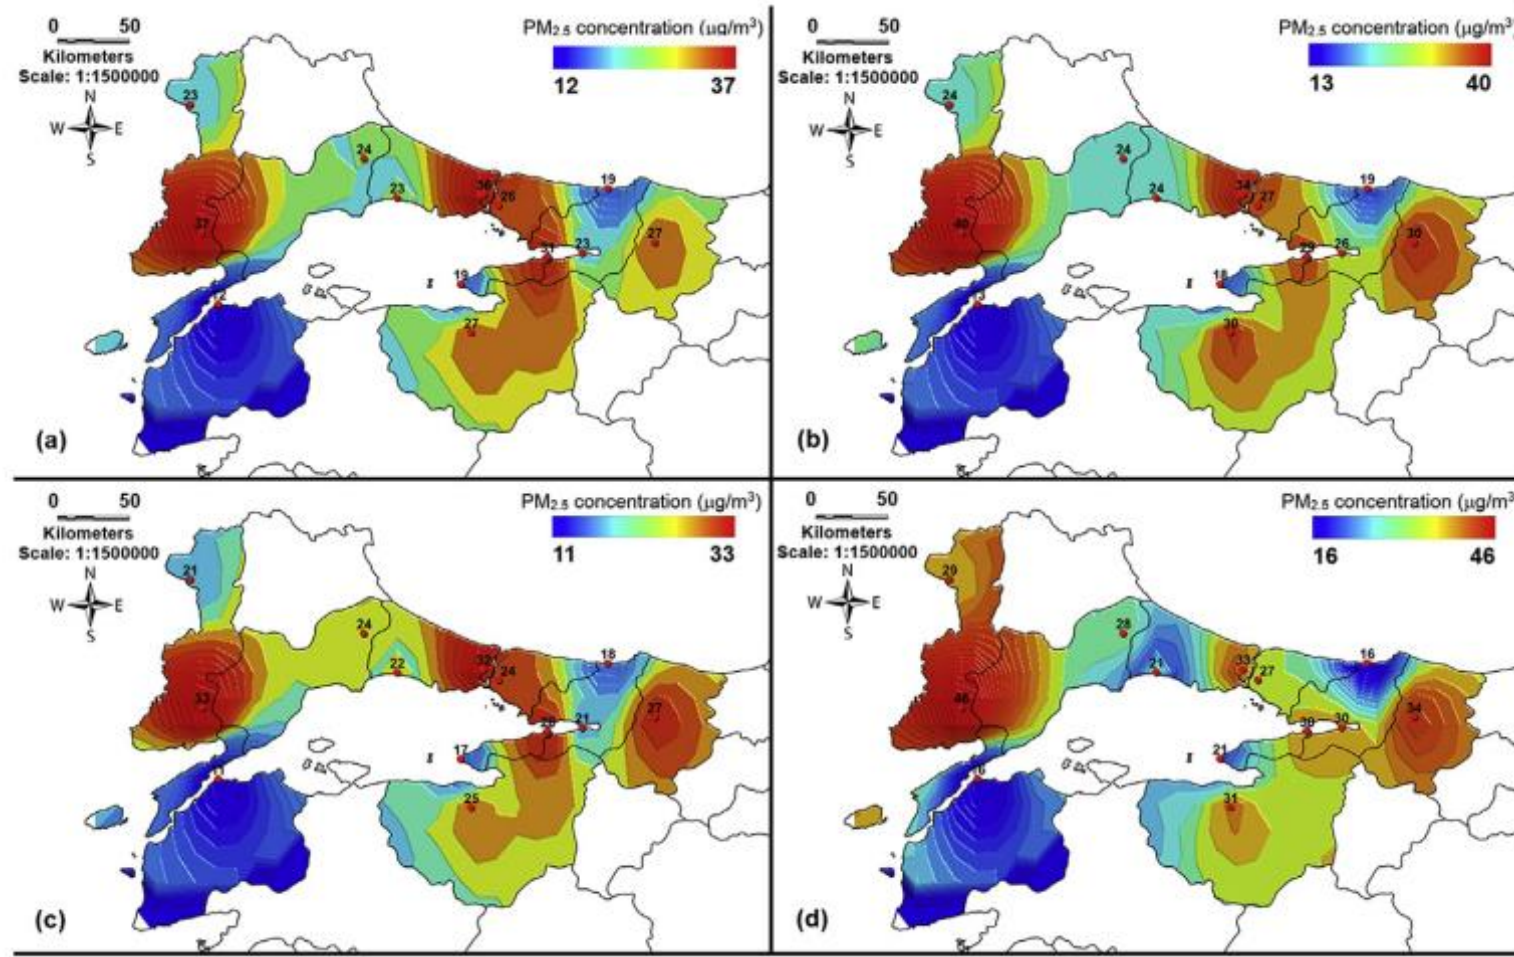 0 50
Kilometers
Scale: 1:1500000
N
W E
S
PM2.5 concentration (µg/m3)
12 37
23
24
23
36
26
19
37
31
23
27
19
27
(a)
0 50
Kilometers
Scale: 1:1500000
N
W E
S
PM2.5 concentration (µg/m3)
13 40
24
24
24
34
27
19
40
29
26
30
18
30
(b)
0 50
Kilometers
Scale: 1:1500000
N
W E
S
PM2.5 concentration (µg/m3)
11 33
21
24
22
32
24
18
33
21
27
17
25
(c)
0 50
Kilometers
Scale: 1:1500000
N
W E
S
PM2.5 concentration (µg/m3)
16 46
29
28
21
33
27
16
46
30
30
34
21
31
(d)